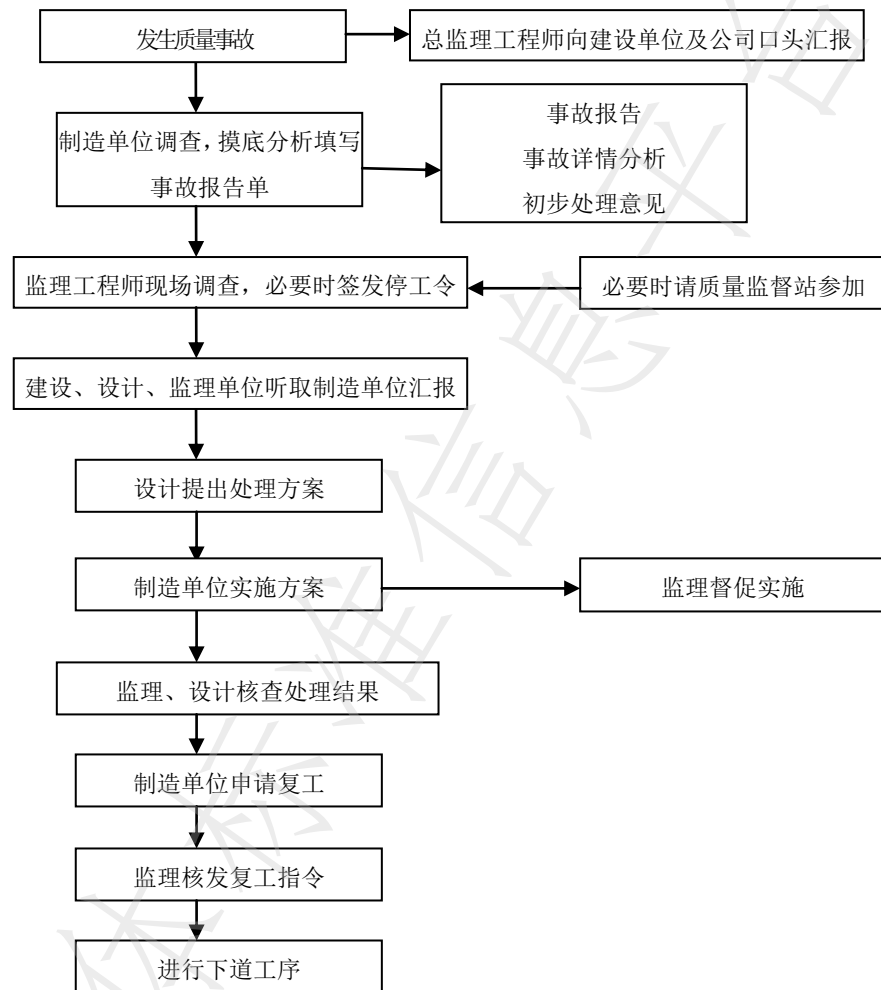 发生质量事故
总监理工程师向建设单位及公司口头汇报
制造单位调查，摸底分析填写
事故报告单
事故报告
事故详情分析
初步处理意见
监理工程师现场调查，必要时签发停工令
必要时请质量监督站参加
建设、设计、监理单位听取制造单位汇报
设计提出处理方案
制造单位实施方案
监理督促实施
监理、设计核查处理结果
制造单位申请复工
监理核发复工指令
进行下道工序
体标准信息平台